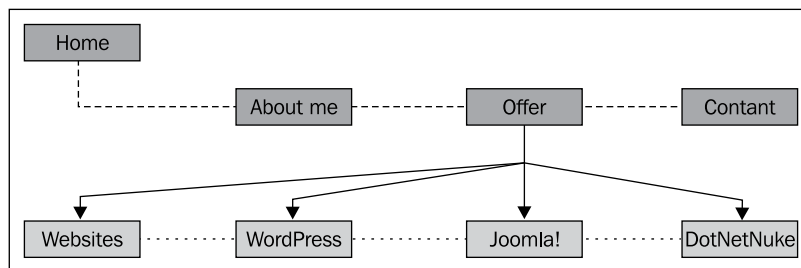 Home
About me
Offer
Contant
Websites
WordPress
Joomla!
DotNetNuke